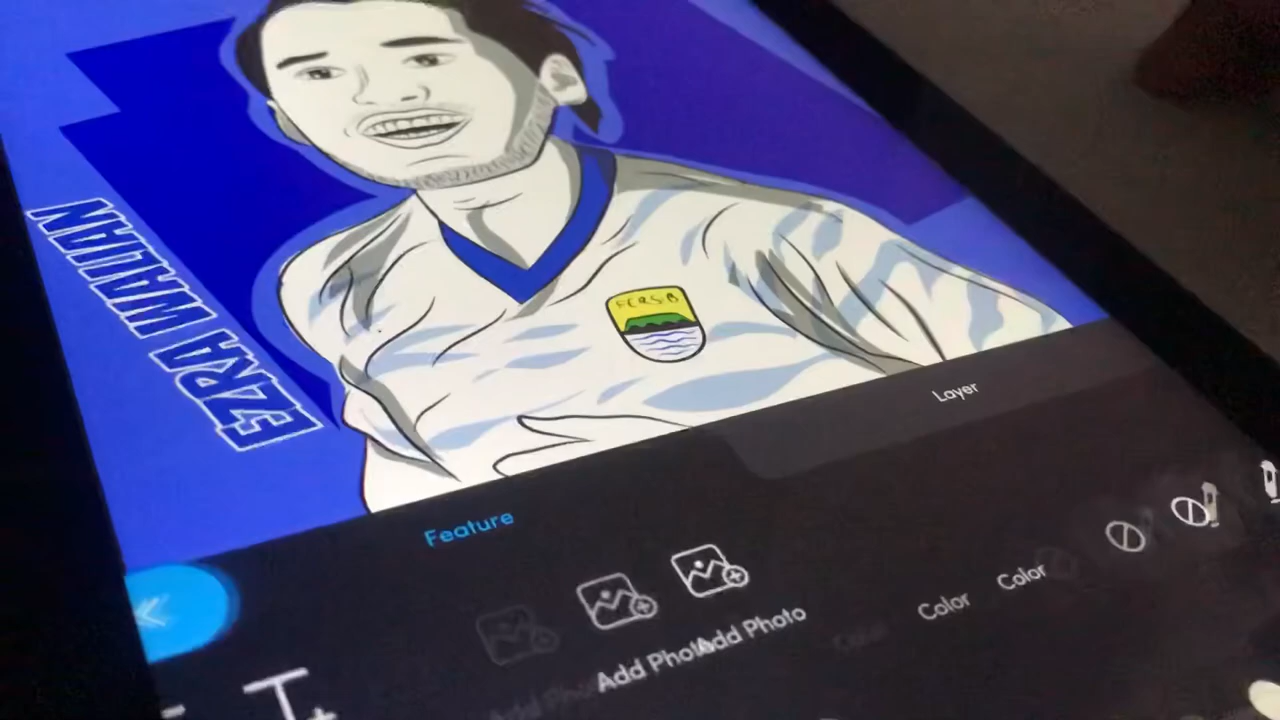 EZRA WALIAN
PERSIB
Layer
Feature
Add Photo
Add Photo
Color
Color